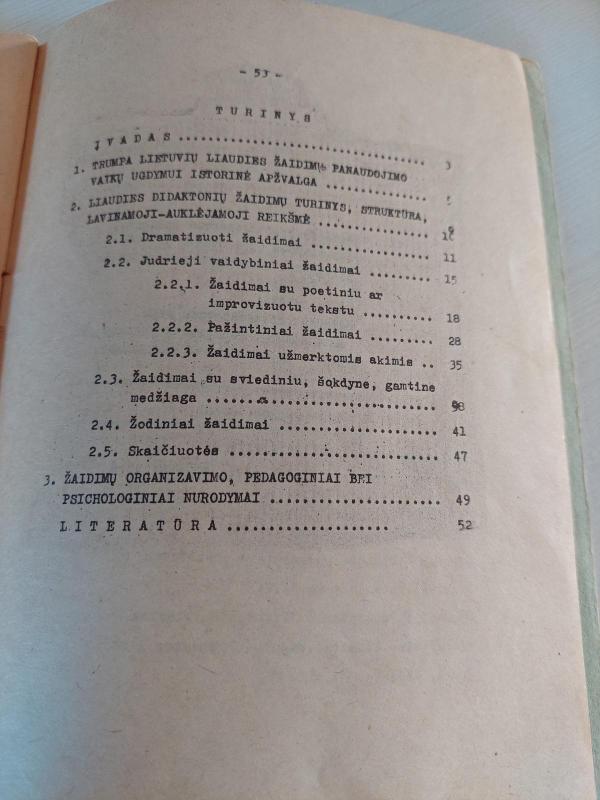 - 53 -
T U R I N Y S
Į V A D A S .................................. 3
1. TRUMPA LIETUVIŲ LIAUDIES ŽAIDIMŲ PANAUDOJIMO
VAIKŲ UGDYMUI ISTORINĖ APŽVALGA ..............
2. LIAUDIES DIDAKTONIŲ ŽAIDIMŲ TURINYS, STRUKTŪRA,
LAVINAMOJI-AUKLĖJAMOJI REIKŠMĖ ...............
2.1. Dramatizuoti žaidimai ............ 11
2.2. Judrieji vaidybiniai žaidimai ......... 15
2.2.1. Žaidimai su poetiniu ar
improvizuotu tekstu .......... 18
2.2.2. Pažintiniai žaidimai .......... 28
2.2.3. Žaidimai užmerktomis akimis .. 35
2.3. Žaidimai su sviediniu, šokdyne, gamtine
medžiaga ............................
2.4. Žodiniai žaidimai .................... 41
2.5. Skaičiuotės .......................... 47
3. ŽAIDIMŲ ORGANIZAVIMO, PEDAGOGINIAI BEI
PSICHOLOGINIAI NURODYMAI ...................... 49
L I T E R A T Ū R A ..................... 52